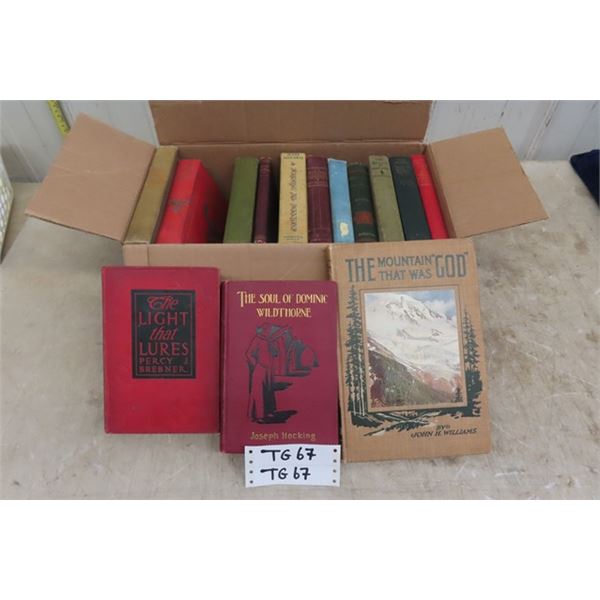 The
LIGHT
that
LURES
PERCY J.
BREBNER
THE SOUL OF DOMINIC
WILDTHORNE
Joseph Hocking
THE MOUNTAIN
THAT WAS "GOD"
BY
JOHN H. WILLIAMS
TG 67
TG 67